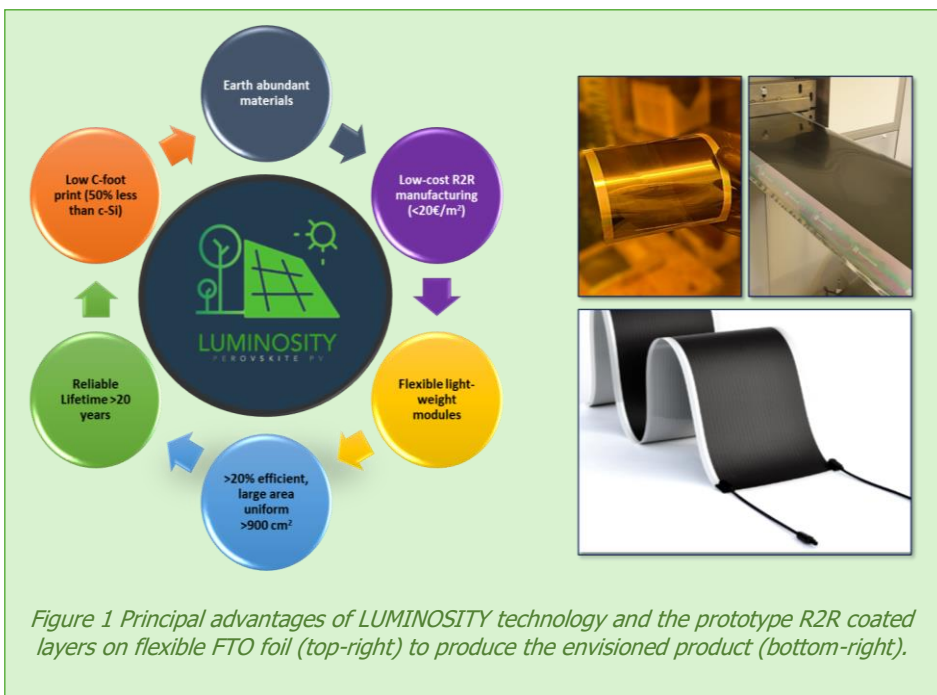 Earth abundant
materials
Low-cost R2R
manufacturing
(<20€/m²)
Flexible light-
weight
modules
>20% efficient,
large area
uniform
>900 cm²
Reliable
Lifetime >20
years
Low C-foot
print (50% less
than c-Si)
LUMINOSITY
PEROVSKITE PV
Figure 1 Principal advantages of LUMINOSITY technology and the prototype R2R coated
layers on flexible FTO foil (top-right) to produce the envisioned product (bottom-right).